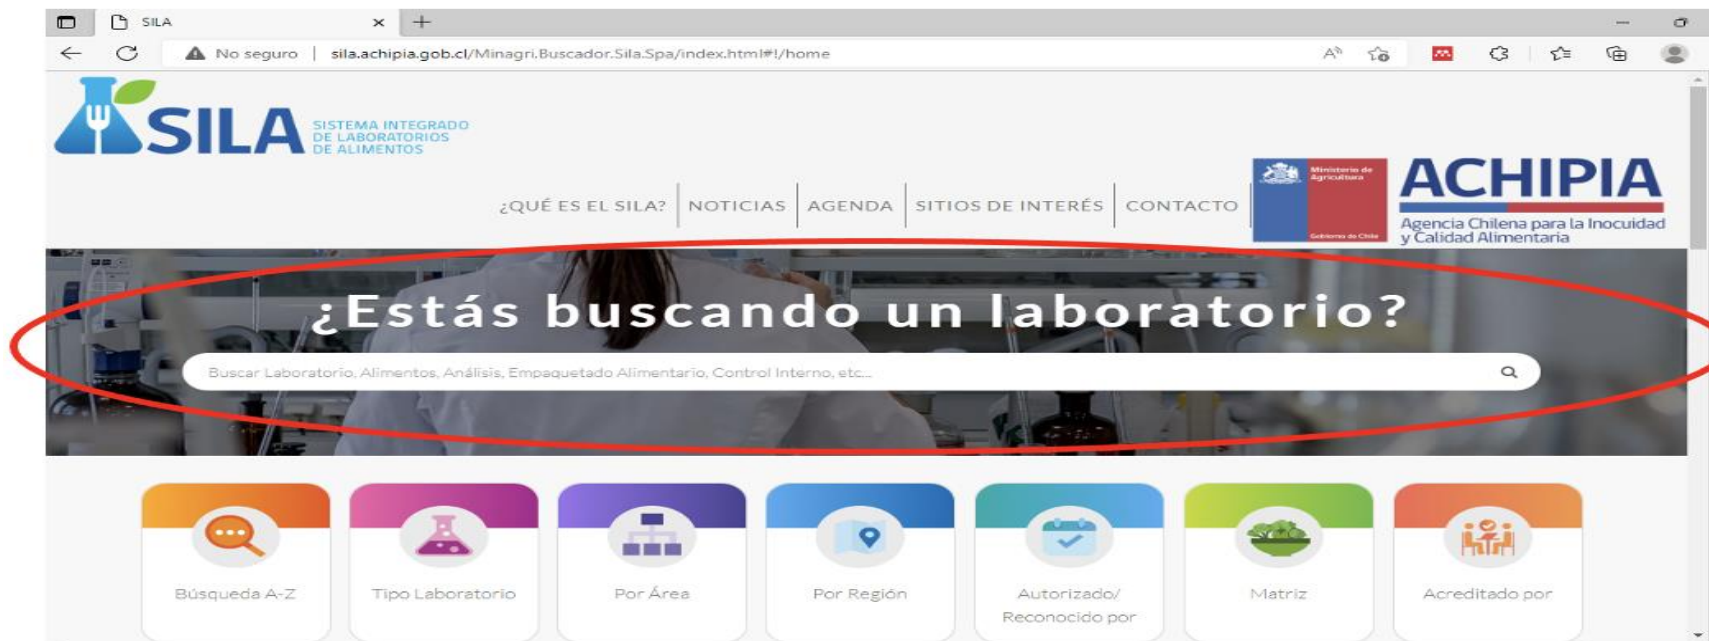 SILA
No seguro | sila.achipia.gob.cl/Minagri.Buscador.Sila.Spa/index.html#!/home
SILA
SISTEMA INTEGRADO
DE LABORATORIOS
DE ALIMENTOS
¿QUÉ ES EL SILA? NOTICIAS AGENDA SITIOS DE INTERÉS CONTACTO
Ministerio de
Agricultura
Gobierno de Chile
ACHIPIA
Agencia Chilena para la Inocuidad
y Calidad Alimentaria
¿Estás buscando un laboratorio?
Buscar Laboratorio, Alimentos, Análisis, Empaquetado Alimentario, Control Interno, etc...
Búsqueda A-Z
Tipo Laboratorio
Por Área
Por Región
Autorizado/
Reconocido por
Matriz
Acreditado por